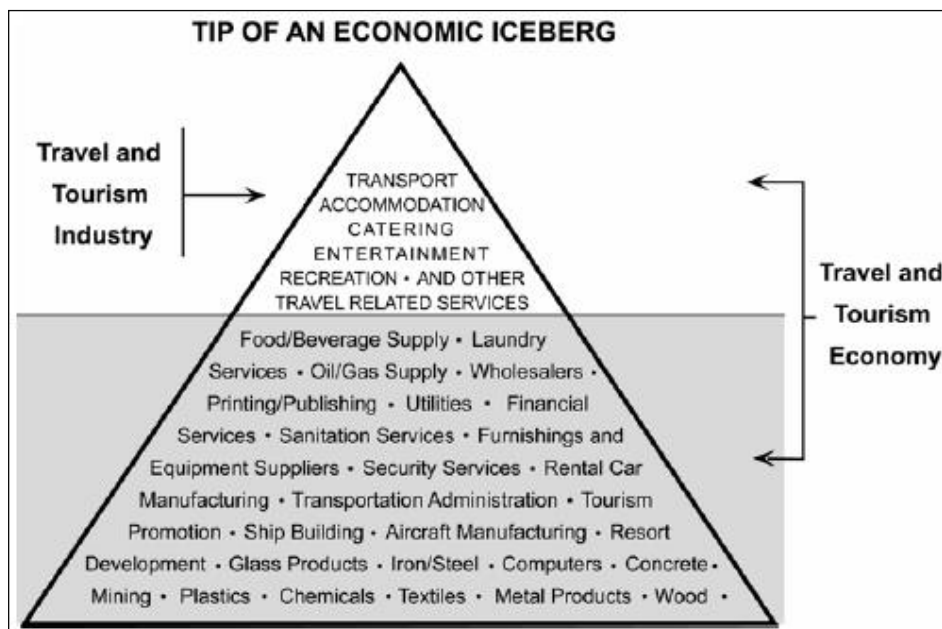 TIP OF AN ECONOMIC ICEBERG
Travel and
Tourism
Industry
TRANSPORT
ACCOMMODATION
CATERING
ENTERTAINMENT
RECREATION • AND OTHER
TRAVEL RELATED SERVICES
Food/Beverage Supply • Laundry
Services • Oil/Gas Supply • Wholesalers •
Printing/Publishing • Utilities • Financial
Services • Sanitation Services • Furnishings and
Equipment Suppliers • Security Services • Rental Car
Manufacturing • Transportation Administration • Tourism
Promotion • Ship Building • Aircraft Manufacturing • Resort
Development • Glass Products • Iron/Steel • Computers • Concrete •
Mining • Plastics • Chemicals • Textiles • Metal Products • Wood •
Travel and
Tourism
Economy